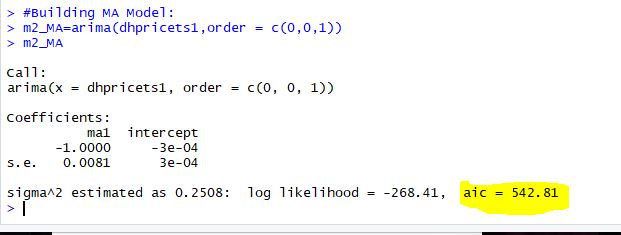 > #Building MA Model:
> m2_MA=arima(dhpricets1,order = c(0,0,1))
> m2_MA
Call:
arima(x = dhpricets1, order = c(0, 0, 1))
Coefficients:
ma1 intercept
-1.0000 -3e-04
s.e. 0.0081 3e-04
sigma^2 estimated as 0.2508: log likelihood = -268.41, aic = 542.81
>